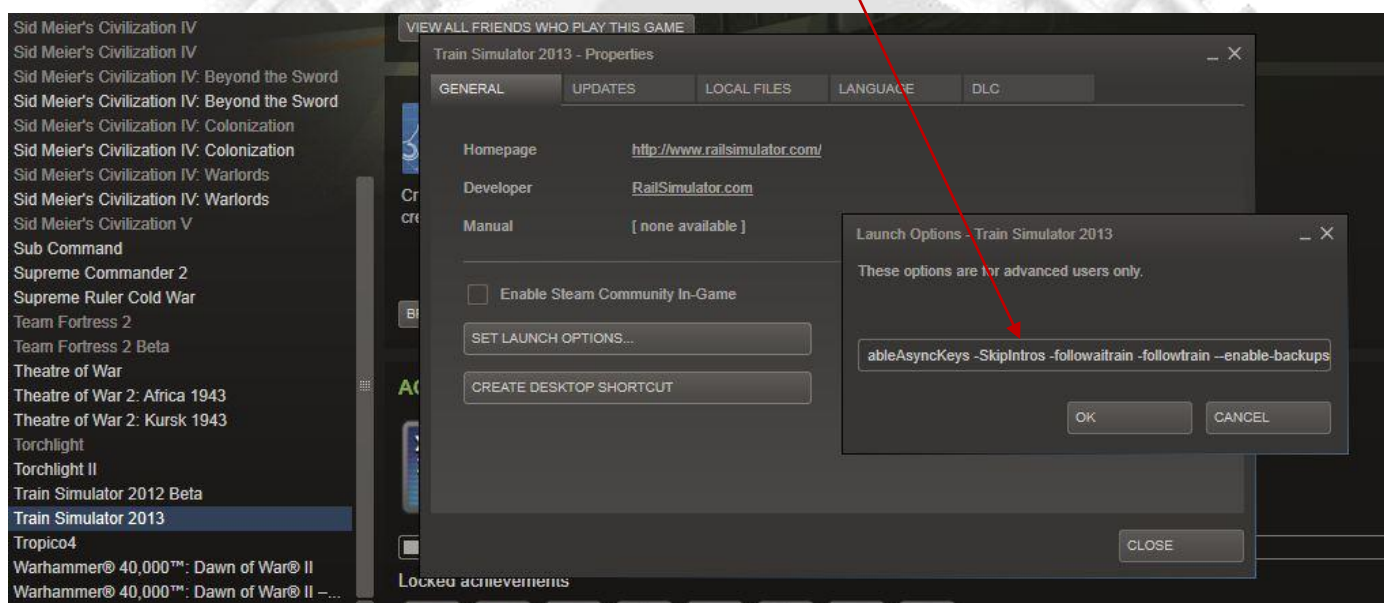 Sid Meier's Civilization IV
Sid Meier's Civilization IV
Sid Meier's Civilization IV: Beyond the Sword
Sid Meier's Civilization IV: Beyond the Sword
Sid Meier's Civilization IV: Colonization
Sid Meier's Civilization IV: Colonization
Sid Meier's Civilization IV: Warlords
Sid Meier's Civilization IV: Warlords
Sid Meier's Civilization V
Sub Command
Supreme Commander 2
Supreme Ruler Cold War
Team Fortress 2
Team Fortress 2 Beta
Theatre of War
Theatre of War 2: Africa 1943
Theatre of War 2: Kursk 1943
Torchlight
Torchlight II
Train Simulator 2012 Beta
Train Simulator 2013
Tropico4
Warhammer® 40,000™: Dawn of War® II
Warhammer® 40,000™: Dawn of War® II –...
VIEW ALL FRIENDS WHO PLAY THIS GAME
Train Simulator 2013 - Properties
GENERAL UPDATES LOCAL FILES LANGUAGE DLC
Homepage http://www.railsimulator.com/
Developer RailSimulator.com
Manual [ none available ]
Enable Steam Community In-Game
SET LAUNCH OPTIONS...
CREATE DESKTOP SHORTCUT
CLOSE
Launch Options - Train Simulator 2013
These options are for advanced users only.
ableAsyncKeys -SkipIntros -followaitrain -followtrain --enable-backups
OK CANCEL
Locked achievements